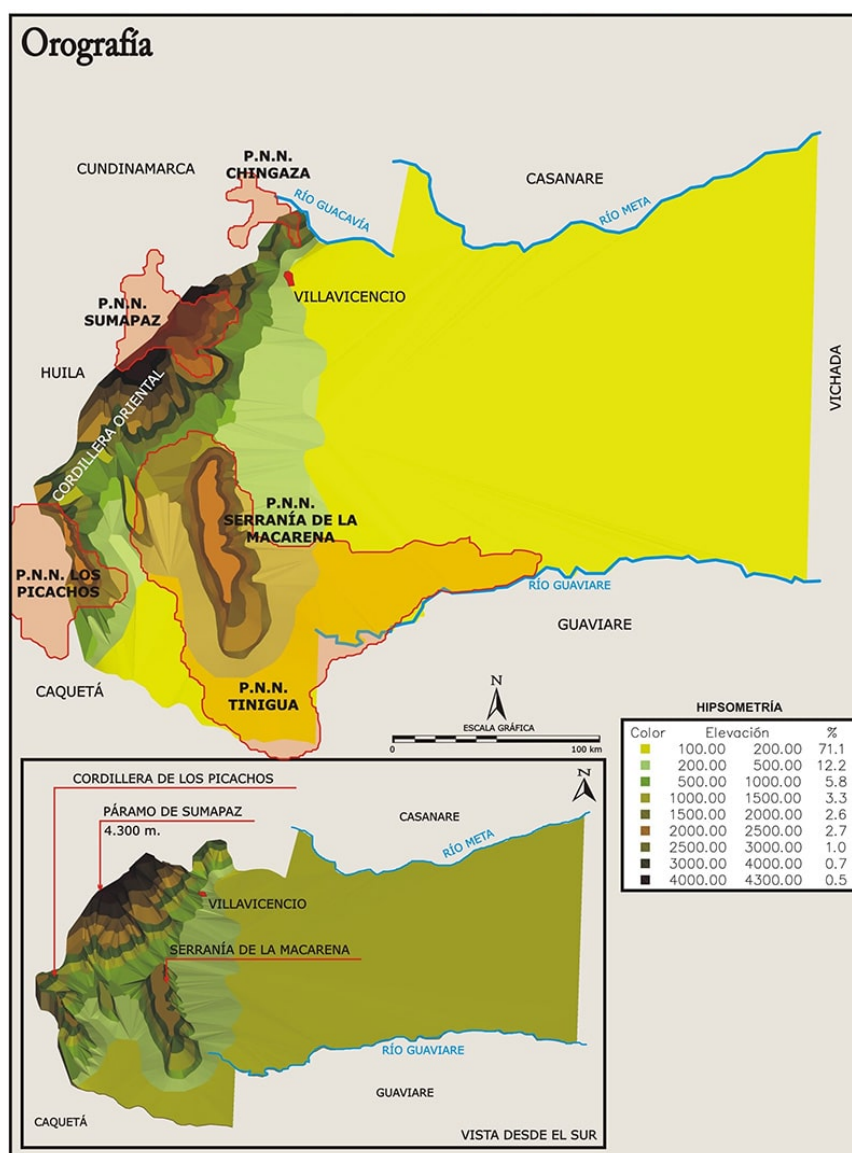 Orografía
CUNDINAMARCA
P.N.N.
CHINGAZA
CASANARE
RÍO GUACAVÍA
RÍO META
VILLAVICENCIO
P.N.N.
SUMAPAZ
HUILA
VICHADA
CORDILLERA ORIENTAL
P.N.N.
SERRANÍA DE LA
MACARENA
P.N.N. LOS
PICACHOS
RÍO GUAVIARE
GUAVIARE
CAQUETÁ
P.N.N.
TINIGUA
N
ESCALA GRÁFICA
0 100 km
HIPSOMETRÍA
Color Elevación %
100.00 200.00 71.1
200.00 500.00 12.2
500.00 1000.00 5.8
1000.00 1500.00 3.3
1500.00 2000.00 2.6
2000.00 2500.00 2.7
2500.00 3000.00 1.0
3000.00 4000.00 0.7
4000.00 4300.00 0.5
CORDILLERA DE LOS PICACHOS
PÁRAMO DE SUMAPAZ
4.300 m.
N
CASANARE
RÍO META
VILLAVICENCIO
SERRANÍA DE LA MACARENA
RÍO GUAVIARE
GUAVIARE
CAQUETÁ
VISTA DESDE EL SUR